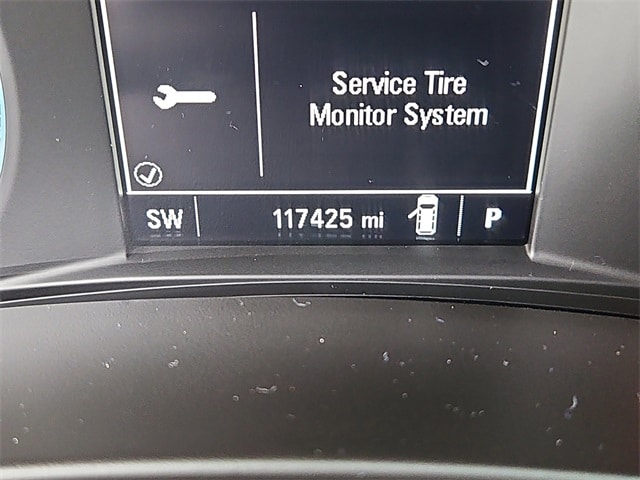 Service Tire
Monitor System
SW 117425 mi P